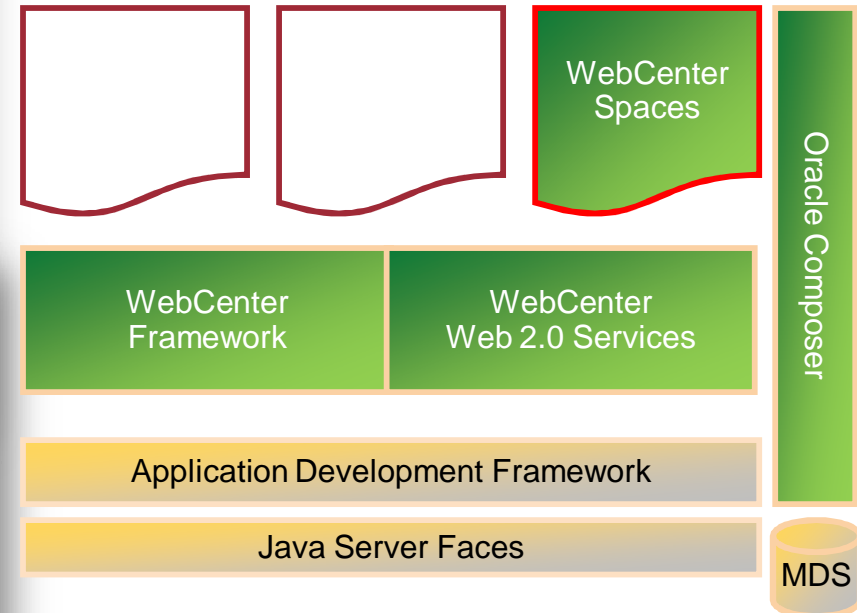 WebCenter
Spaces
Oracle Composer
WebCenter
Framework
WebCenter
Web 2.0 Services
Application Development Framework
Java Server Faces
MDS